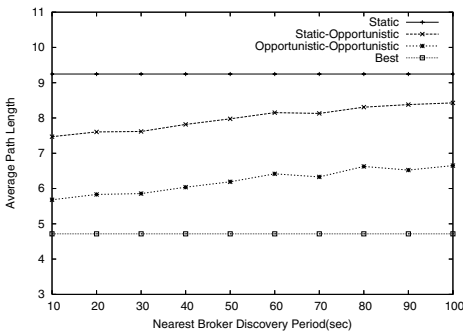 11
10
9
8
7
6
5
4
3
Average Path Length
Static
Static-Opportunistic
Opportunistic-Opportunistic
Best
10 20 30 40 50 60 70 80 90 100
Nearest Broker Discovery Period(sec)